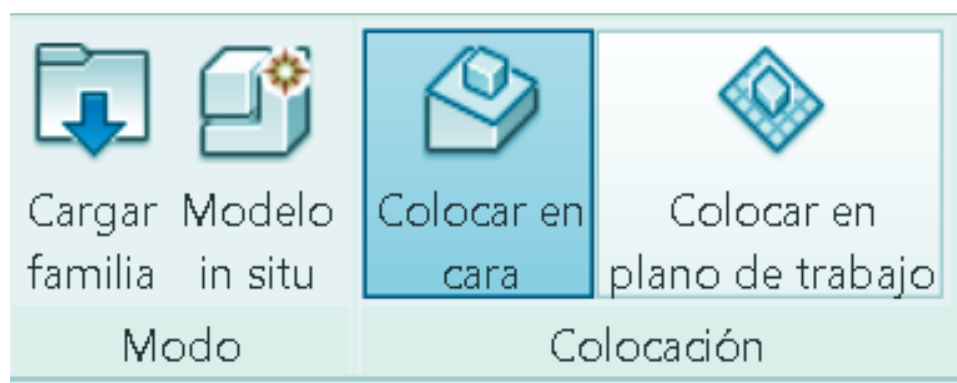 Cargar familia
Modelo in situ
Colocar en cara
Colocar en plano de trabajo
Modo
Colocación